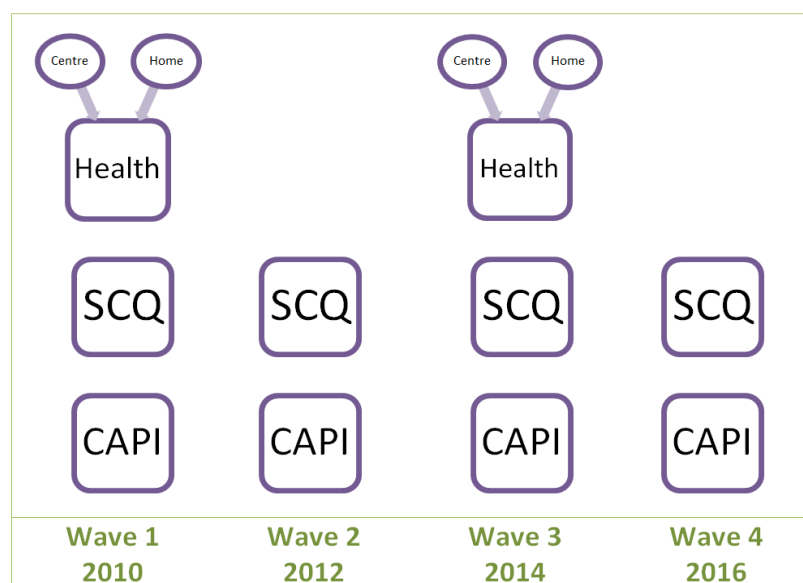 Centre Home Centre Home
Health Health
SCQ SCQ SCQ SCQ
CAPI CAPI CAPI CAPI
Wave 1 Wave 2 Wave 3 Wave 4
2010 2012 2014 2016